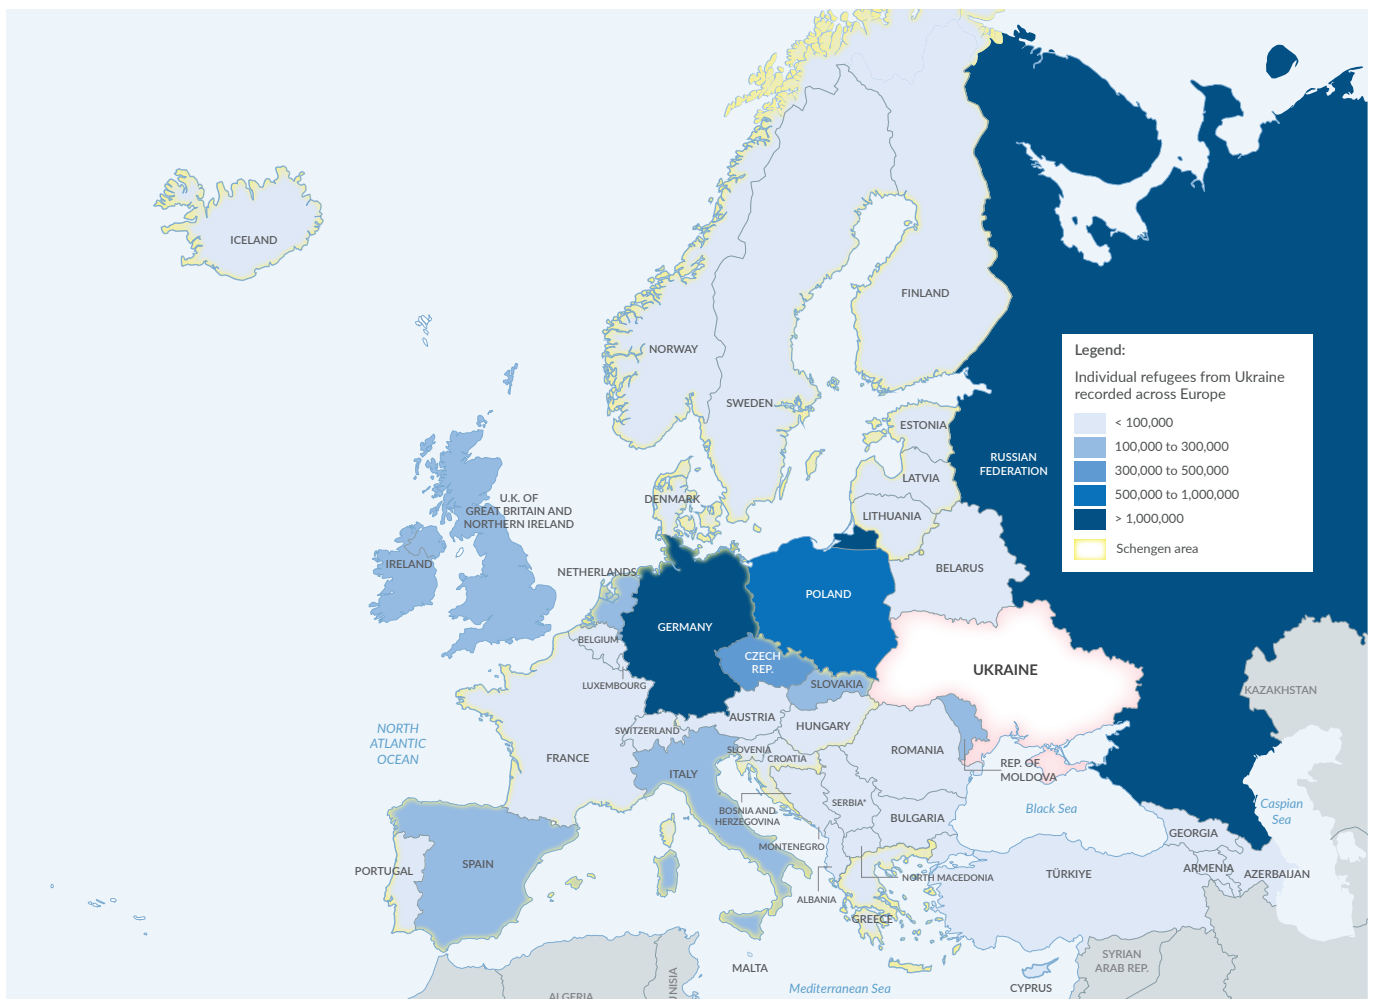 ICELAND
FINLAND
NORWAY
SWEDEN
Legend:
Individual refugees from Ukraine
recorded across Europe
< 100,000
100,000 to 300,000
300,000 to 500,000
500,000 to 1,000,000
> 1,000,000
Schengen area
ESTONIA
RUSSIAN
FEDERATION
LATVIA
DENMARK
U.K. OF
GREAT BRITAIN AND
NORTHERN IRELAND
LITHUANIA
IRELAND
NETHERLANDS
BELARUS
POLAND
GERMANY
BELGIUM
CZECH
REP.
UKRAINE
LUXEMBOURG
SLOVAKIA
KAZAKHSTAN
NORTH
ATLANTIC
OCEAN
SWITZERLAND
AUSTRIA
HUNGARY
FRANCE
SLOVENIA
CROATIA
ROMANIA
REP. OF
MOLDOVA
ITALY
SERBIA*
BOSNIA AND
HERZEGOVINA
BULGARIA
Black Sea
Caspian
Sea
GEORGIA
MONTENEGRO
PORTUGAL
SPAIN
NORTH MACEDONIA
TÜRKIYE
ARMENIA
AZERBAIJAN
ALBANIA
GREECE
MALTA
SYRIAN
ARAB REP.
CYPRUS
Mediterranean Sea
ALGERIA
NISIA